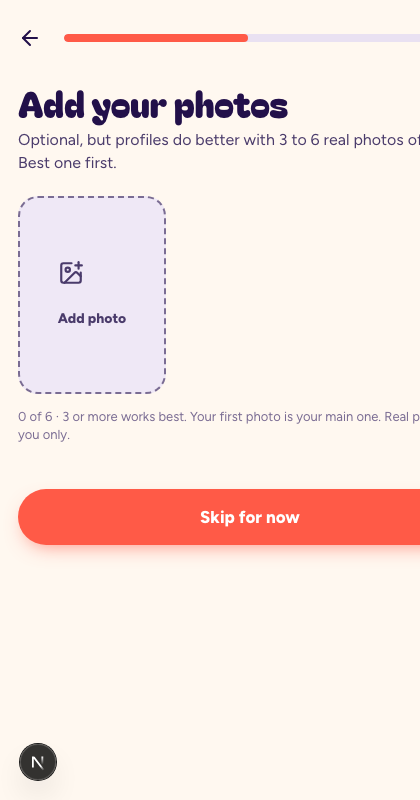 Add your photos
Optional, but profiles do better with 3 to 6 real photos of
Best one first.
Add photo
0 of 6 · 3 or more works best. Your first photo is your main one. Real p
you only.
Skip for now
N